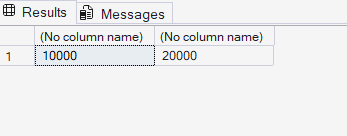 Results Messages
(No column name) (No column name)
1 10000 20000